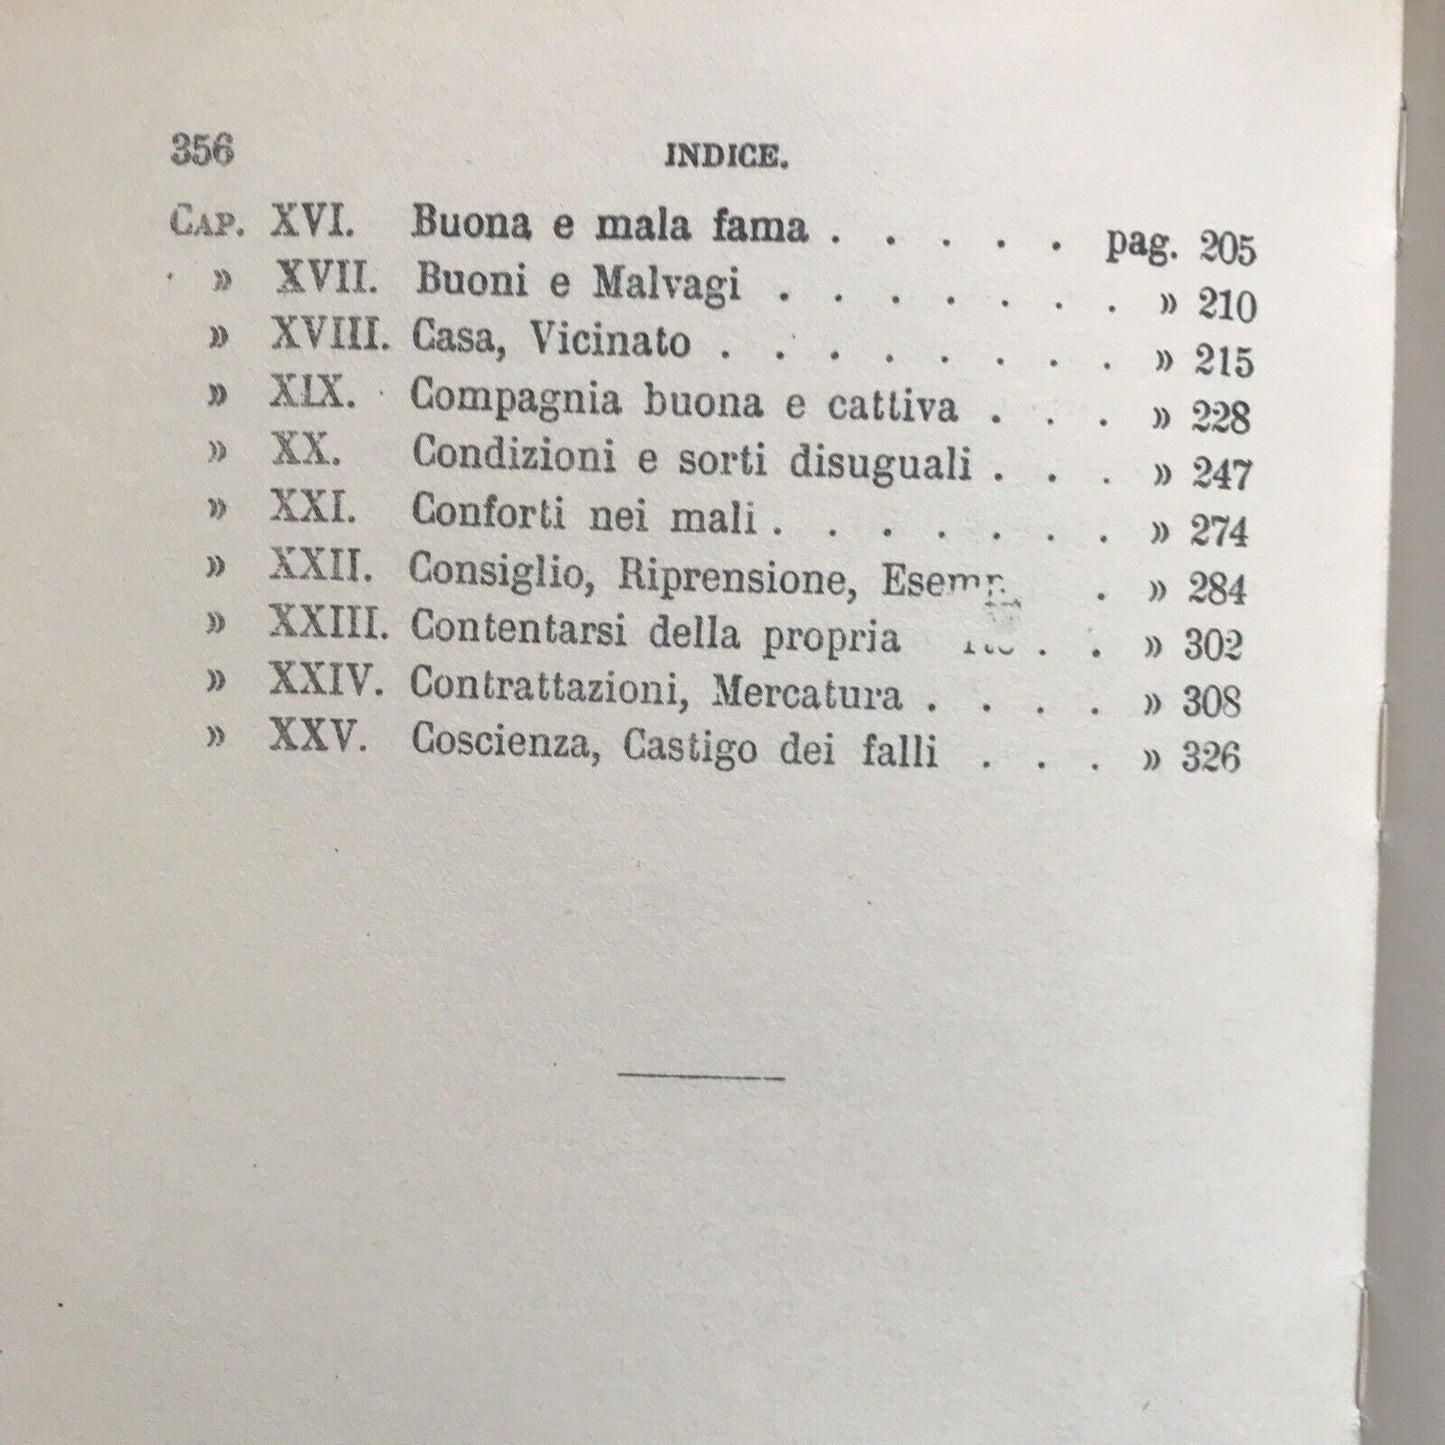 356 INDICE.
CAP. XVI. Buona e mala fama . . . . . pag. 205
» XVII. Buoni e Malvagi . . . . . . . » 210
» XVIII. Casa, Vicinato . . . . . . . . » 215
» XIX. Compagnia buona e cattiva . . . » 228
» XX. Condizioni e sorti disuguali . . . » 247
» XXI. Conforti nei mali . . . . . . . » 274
» XXII. Consiglio, Riprensione, . » 284
» XXIII. Contentarsi della propria . . » 302
» XXIV. Contrattazioni, Mercatura . . . . » 308
» XXV. Coscienza, Castigo dei falli . . . » 326